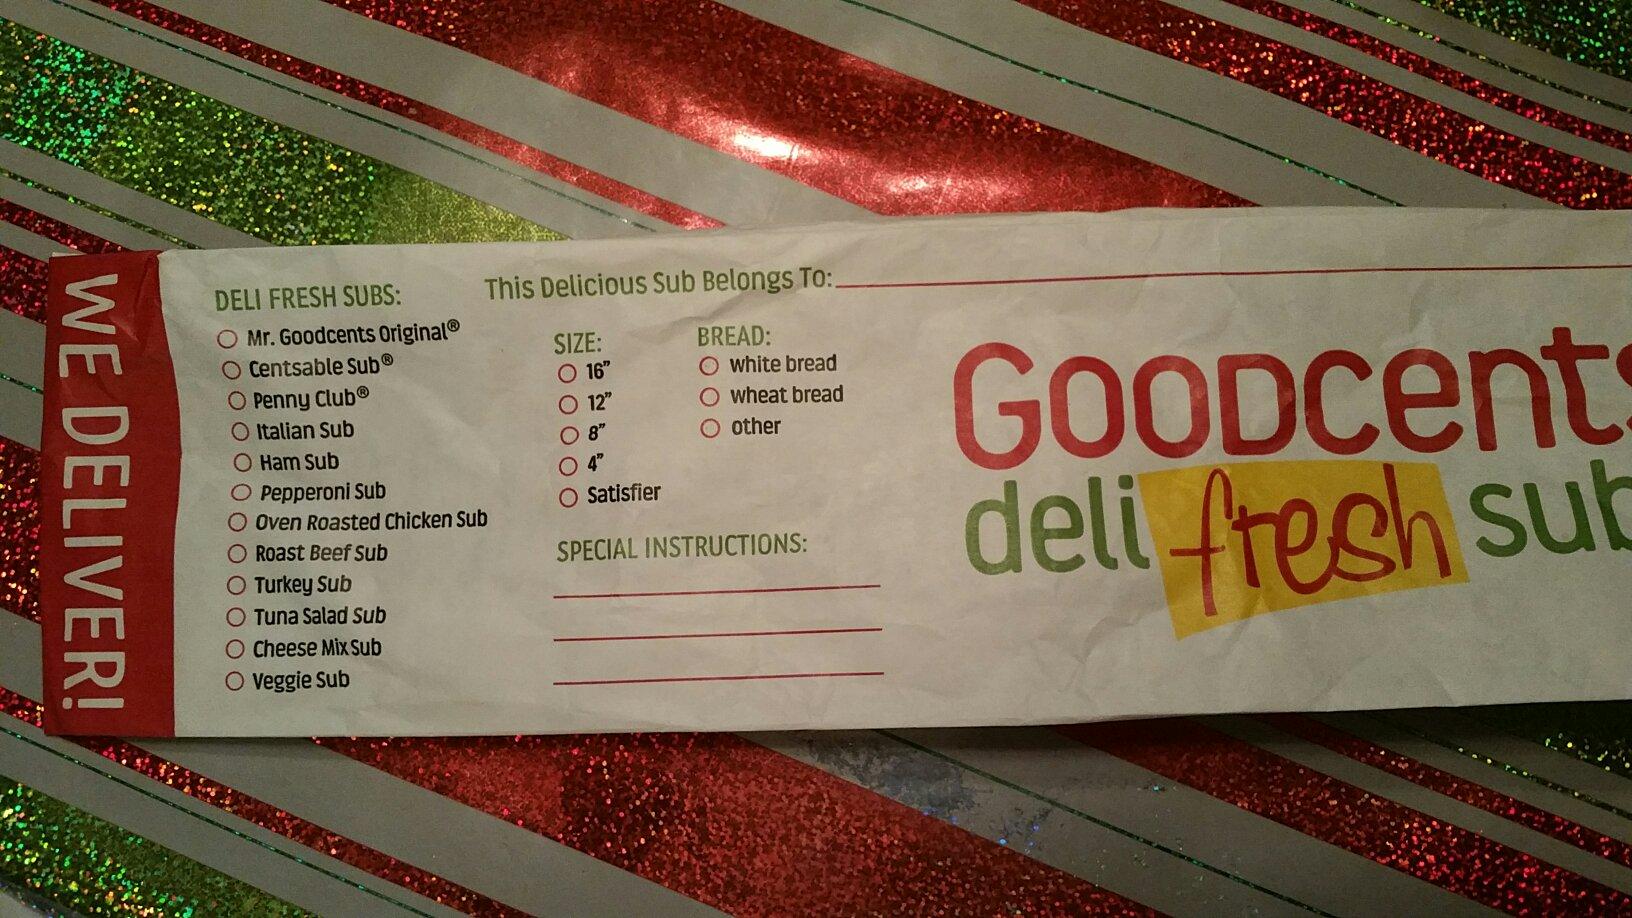 WE DELIVER!
DELI FRESH SUBS:
Mr. Goodcents Original®
Centsable Sub®
Penny Club®
Italian Sub
Ham Sub
Pepperoni Sub
Oven Roasted Chicken Sub
Roast Beef Sub
Turkey Sub
Tuna Salad Sub
Cheese Mix Sub
Veggie Sub
This Delicious Sub Belongs To:
SIZE:
16"
12"
8"
4"
Satisfier
BREAD:
white bread
wheat bread
other
SPECIAL INSTRUCTIONS:
GOODcents
deli fresh sub